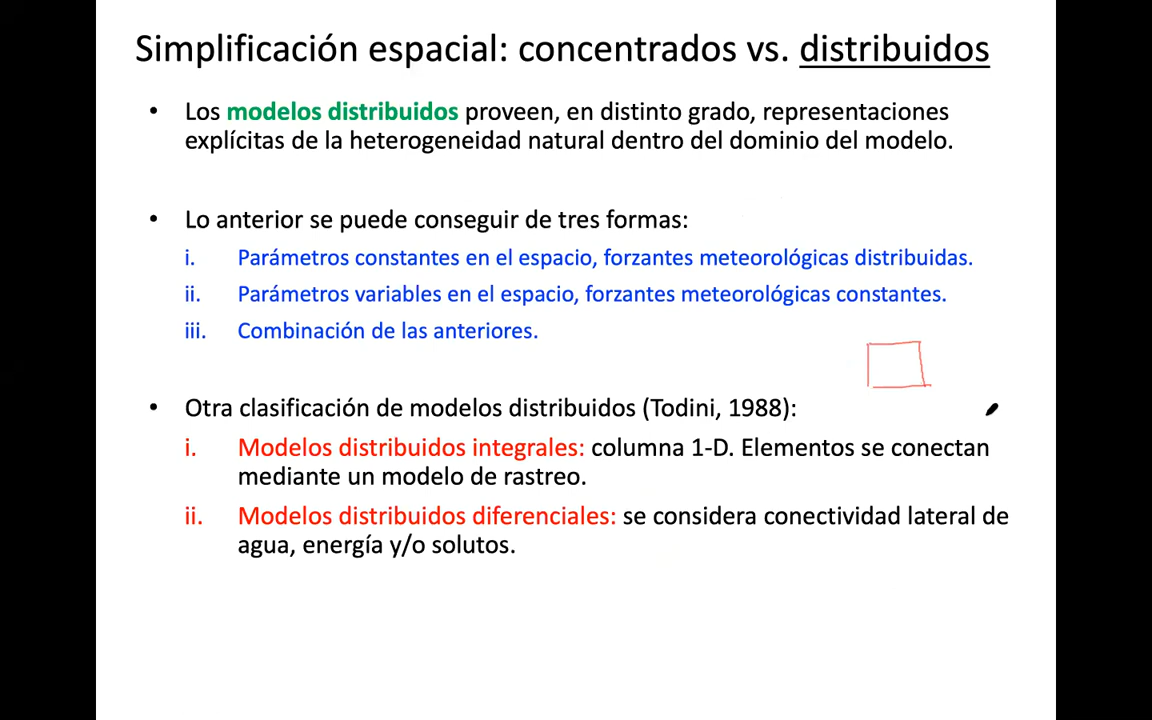 Simplificación espacial: concentrados vs. distribuidos
• Los modelos distribuidos proveen, en distinto grado, representaciones
explícitas de la heterogeneidad natural dentro del dominio del modelo.
• Lo anterior se puede conseguir de tres formas:
i. Parámetros constantes en el espacio, forzantes meteorológicas distribuidas.
ii. Parámetros variables en el espacio, forzantes meteorológicas constantes.
iii. Combinación de las anteriores.
• Otra clasificación de modelos distribuidos (Todini, 1988):
i. Modelos distribuidos integrales: columna 1-D. Elementos se conectan
mediante un modelo de rastreo.
ii. Modelos distribuidos diferenciales: se considera conectividad lateral de
agua, energía y/o solutos.